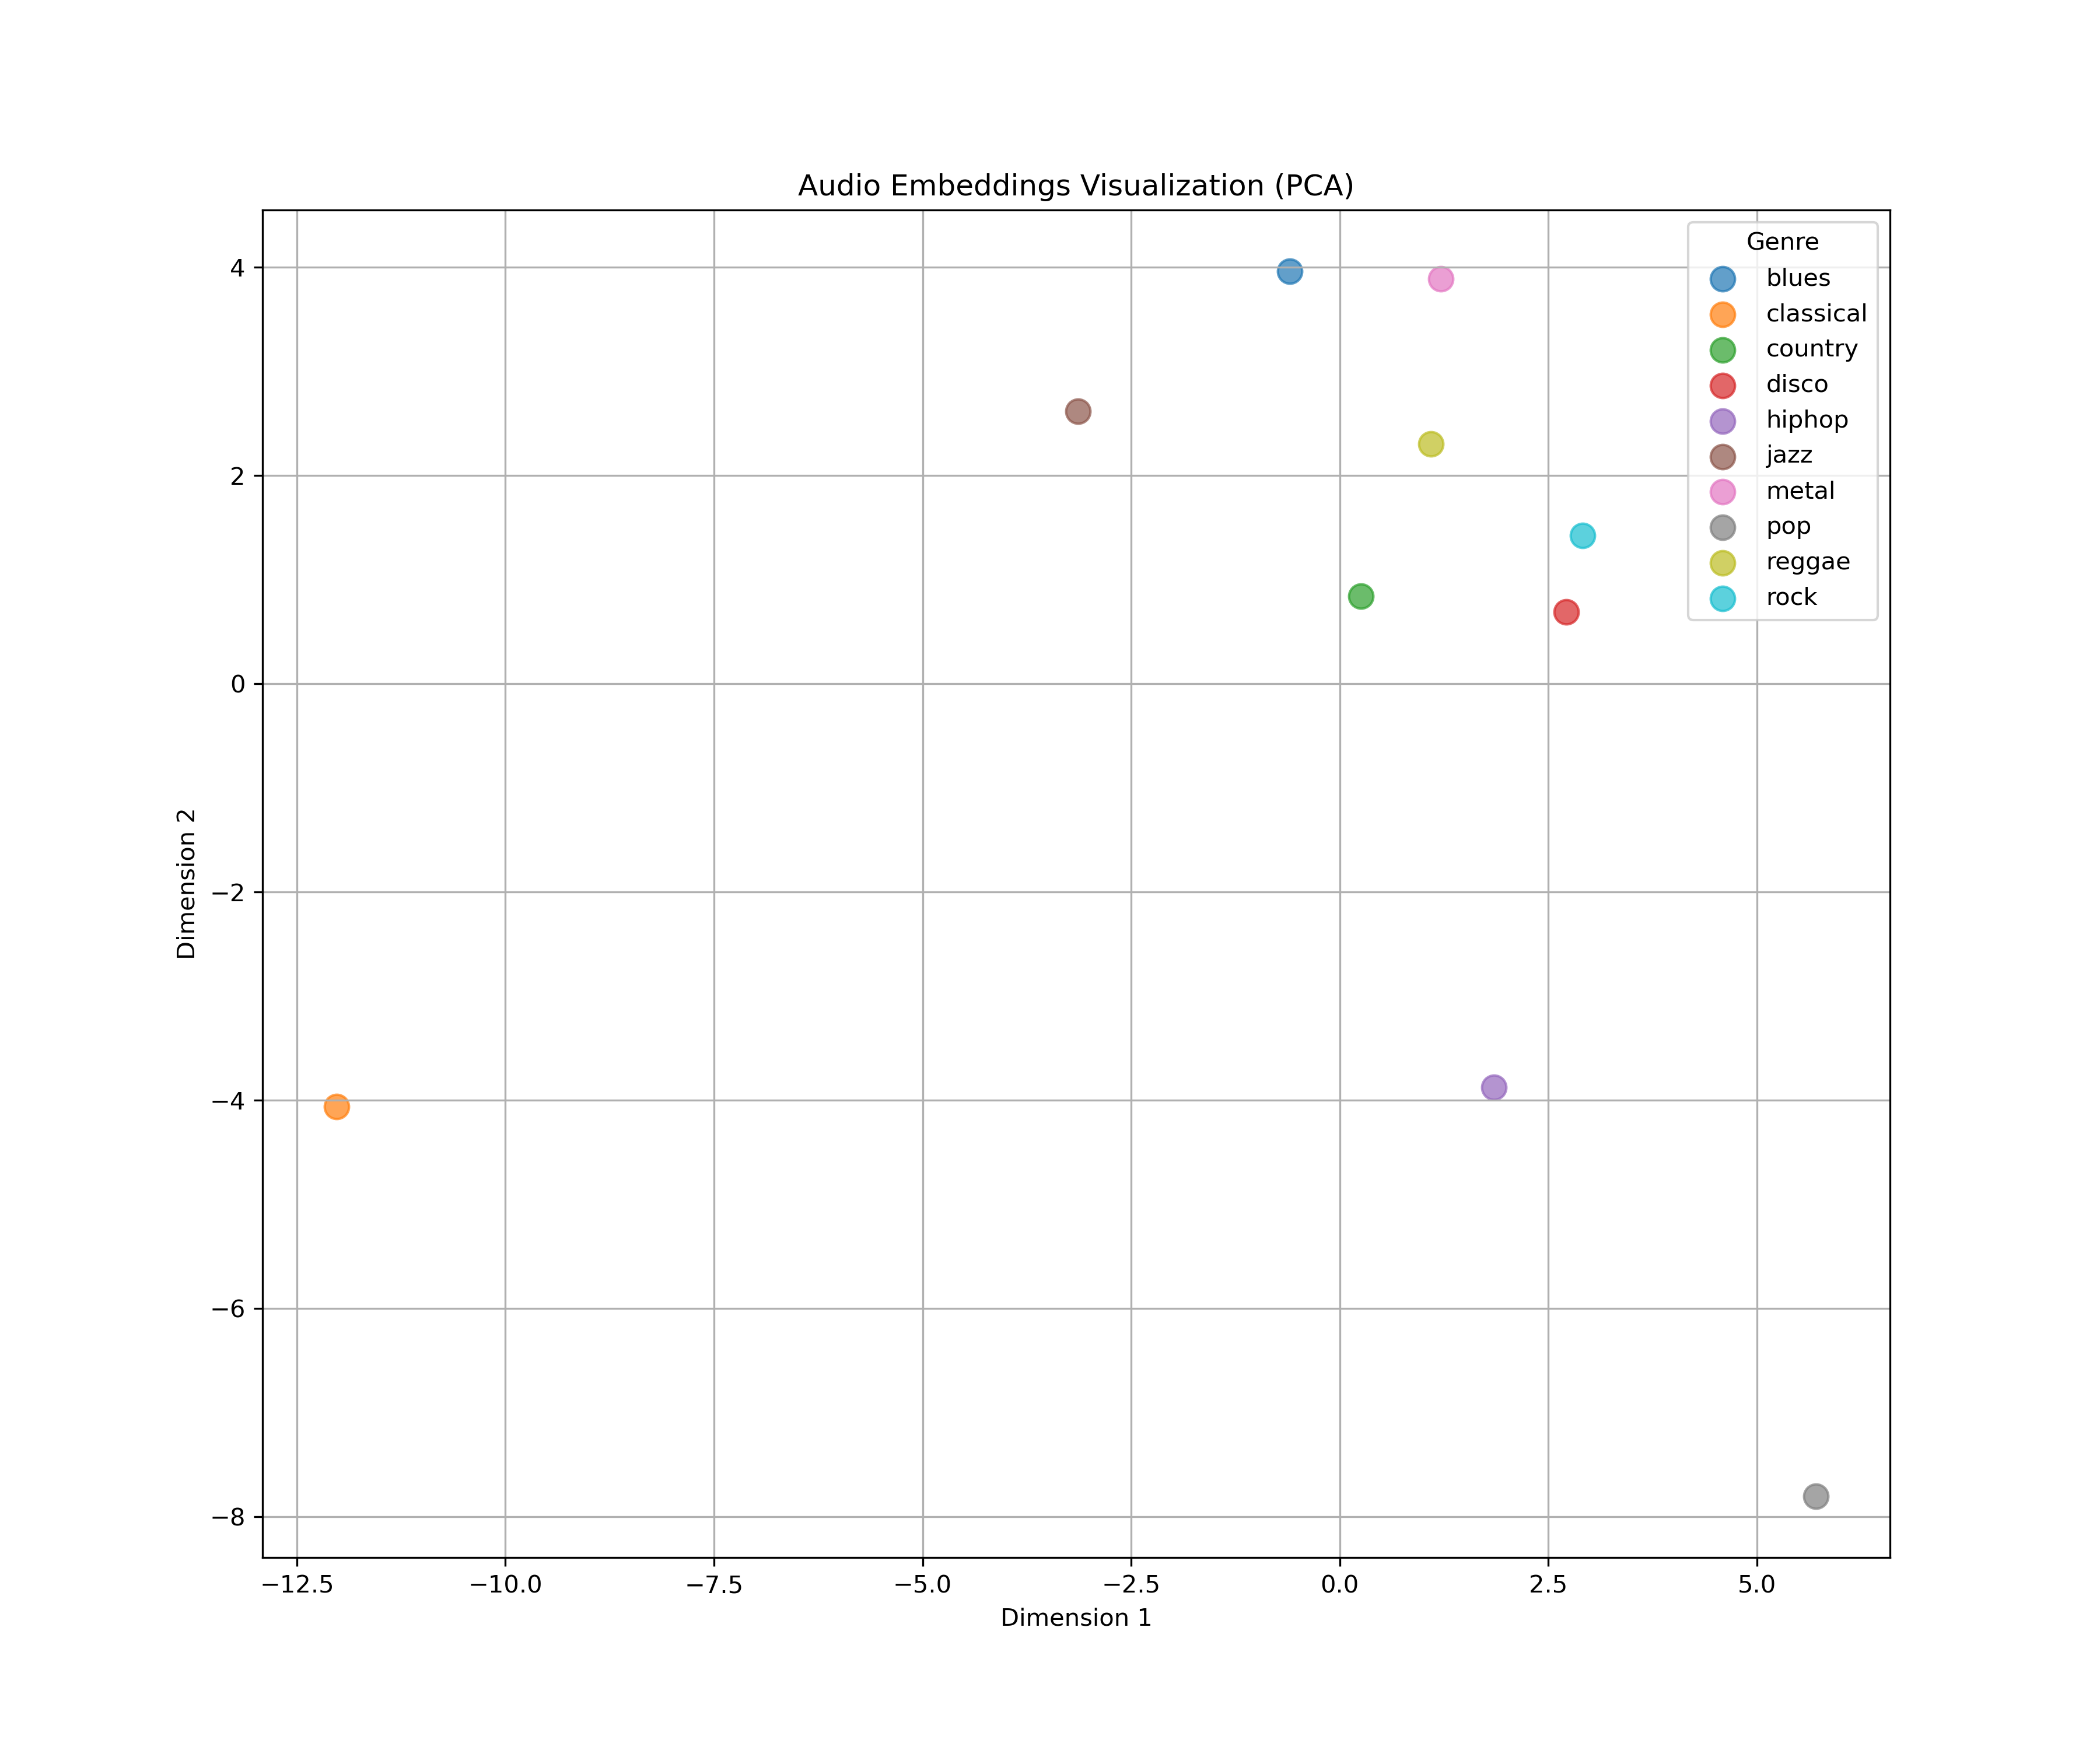 Audio Embeddings Visualization (PCA)
Genre
blues
classical
country
disco
hiphop
jazz
metal
pop
reggae
rock
4
2
0
−2
−4
−6
−8
Dimension 2
−12.5 −10.0 −7.5 −5.0 −2.5 0.0 2.5 5.0
Dimension 1